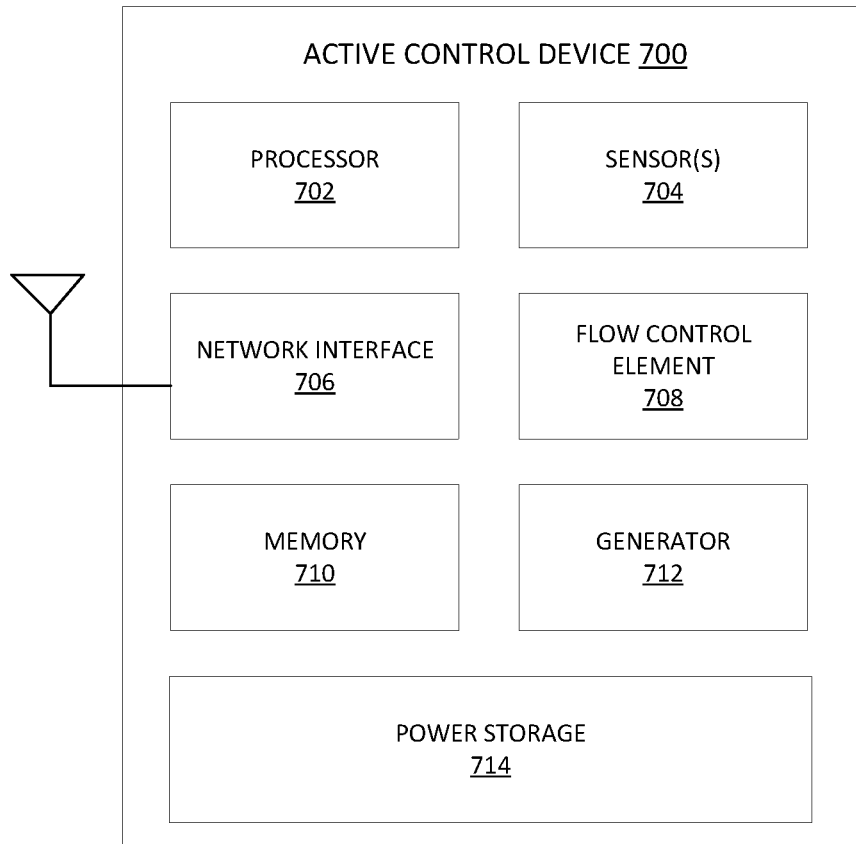 ACTIVE CONTROL DEVICE 700
PROCESSOR
702
SENSOR(S)
704
NETWORK INTERFACE
706
FLOW CONTROL
ELEMENT
708
MEMORY
710
GENERATOR
712
POWER STORAGE
714